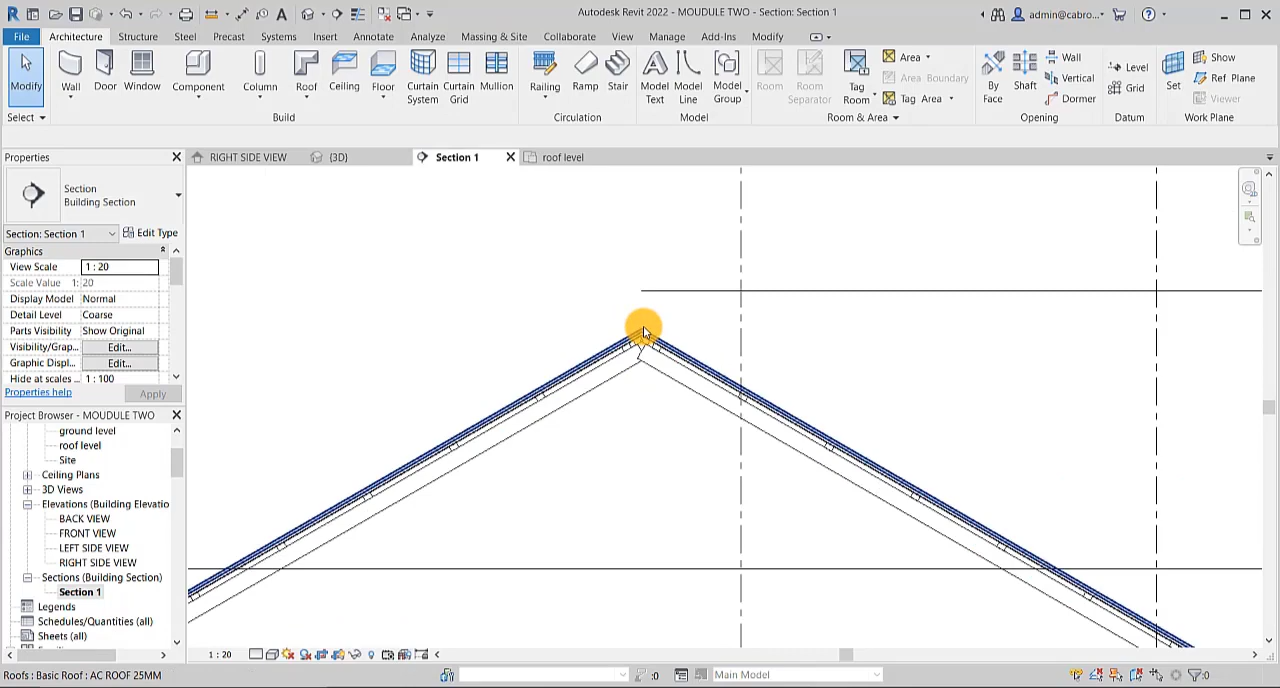 Autodesk Revit 2022 - MOUDULE TWO - Section: Section 1
admin@cabro...
File Architecture Structure Steel Precast Systems Insert Annotate Analyze Massing & Site Collaborate View Manage Add-Ins Modify
Modify
Select
Wall Door Window Component Column Roof Ceiling Floor Curtain System Curtain Grid Mullion
Build
Railing Ramp Stair
Circulation
Model Text Model Line Model Group
Model
Room Room Separator Tag Room
Area
Area Boundary
Tag Area
Room & Area
By Face Shaft
Wall
Vertical
Dormer
Opening
Level
Grid
Datum
Set
Show
Ref Plane
Viewer
Work Plane
Properties
RIGHT SIDE VIEW {3D} Section 1 roof level
Section
Building Section
Section: Section 1 Edit Type
Graphics
View Scale 1 : 20
Scale Value 1: 20
Display Model Normal
Detail Level Coarse
Parts Visibility Show Original
Visibility/Grap... Edit...
Graphic Displ... Edit...
Hide at scales ... 1 : 100
Properties help Apply
Project Browser - MOUDULE TWO
ground level
roof level
Site
Ceiling Plans
3D Views
Elevations (Building Elevatio
BACK VIEW
FRONT VIEW
LEFT SIDE VIEW
RIGHT SIDE VIEW
Sections (Building Section)
Section 1
Legends
Schedules/Quantities (all)
Sheets (all)
1 : 20
Roofs : Basic Roof : AC ROOF 25MM
:0
Main Model
:0